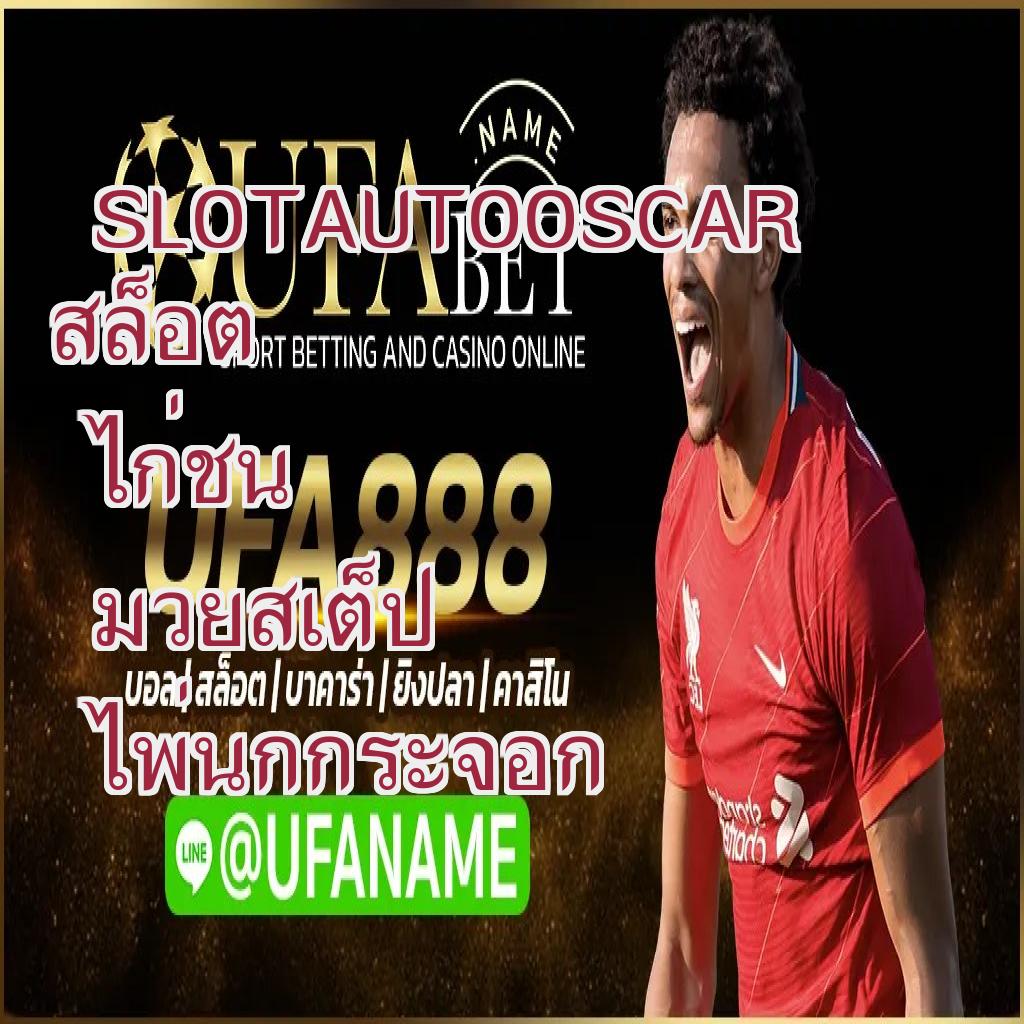 .NAME
UFABET
SLOTAUTOOSCAR
สล็อต
SPORT BETTING AND CASINO ONLINE
ไก่ชน
UFA888
มวยสเต็ป
บอล | สล็อต | บาคาร่า | ยิงปลา | คาสิโน
ไพ่นกกระจอก
LINE @UFANAME
Standard
Chartered